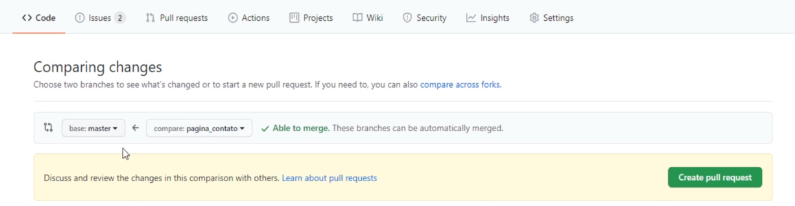 Code Issues 2 Pull requests Actions Projects Wiki Security Insights Settings
Comparing changes
Choose two branches to see what's changed or to start a new pull request. If you need to, you can also compare across forks.
base: master compare: pagina_contato Able to merge. These branches can be automatically merged.
Discuss and review the changes in this comparison with others. Learn about pull requests Create pull request